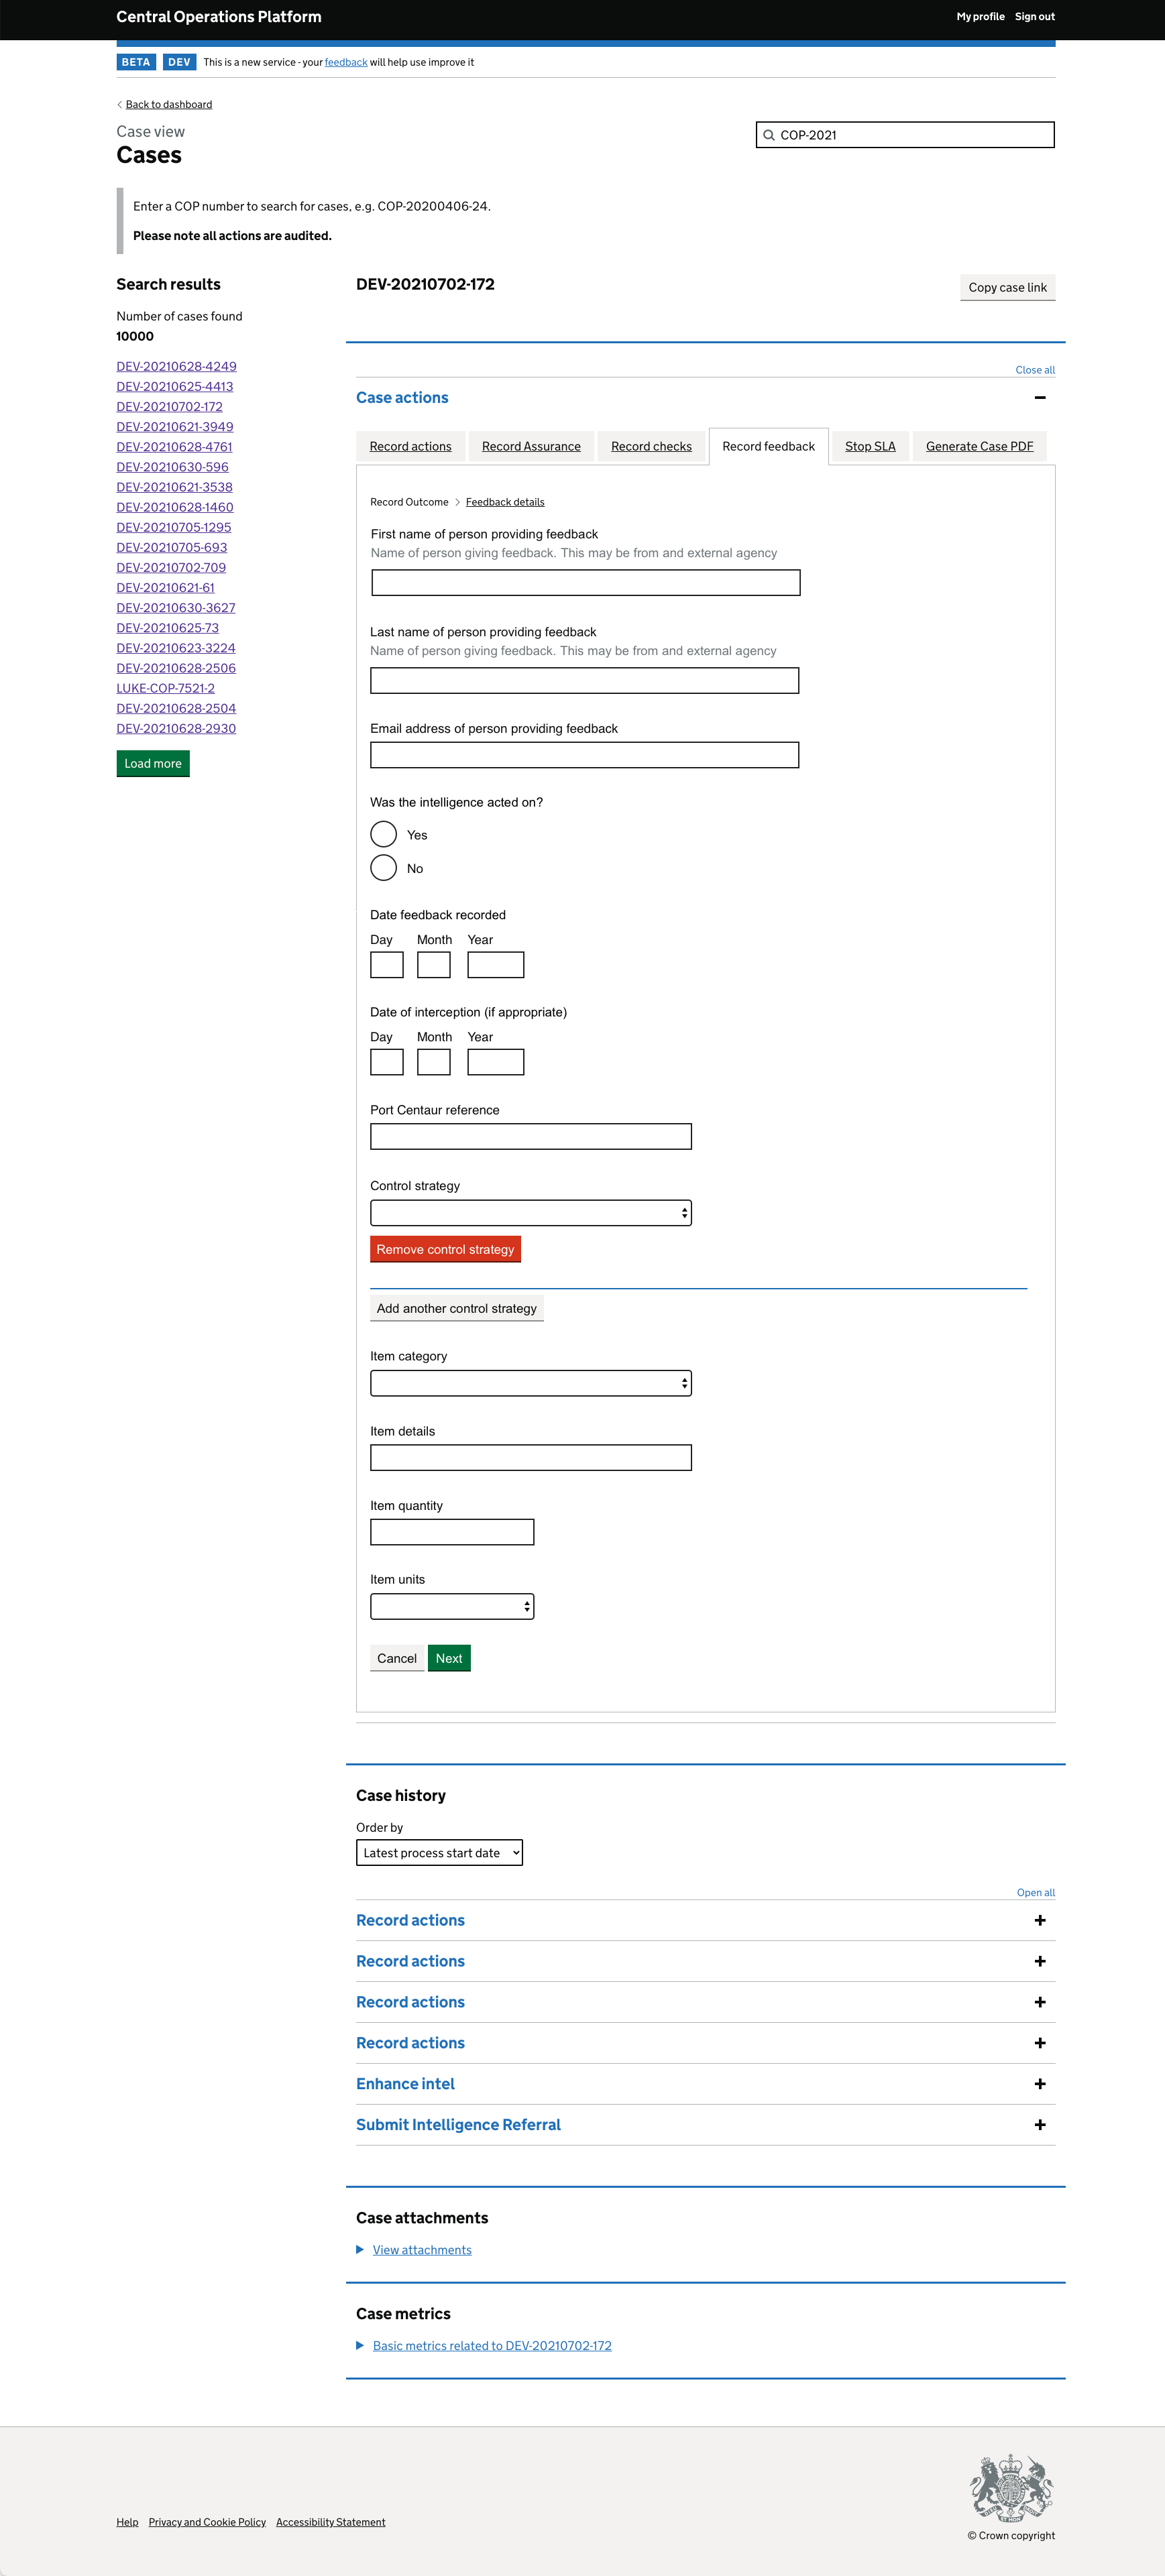 Central Operations Platform
My profile Sign out
BETA DEV This is a new service - your feedback will help use improve it
Back to dashboard
Case view
Cases
COP-2021
Enter a COP number to search for cases, e.g. COP-20200406-24.
Please note all actions are audited.
Search results
Number of cases found
10000
DEV-20210628-4249
DEV-20210625-4413
DEV-20210702-172
DEV-20210621-3949
DEV-20210628-4761
DEV-20210630-596
DEV-20210621-3538
DEV-20210628-1460
DEV-20210705-1295
DEV-20210705-693
DEV-20210702-709
DEV-20210621-61
DEV-20210630-3627
DEV-20210625-73
DEV-20210623-3224
DEV-20210628-2506
LUKE-COP-7521-2
DEV-20210628-2504
DEV-20210628-2930
Load more
DEV-20210702-172
Copy case link
Close all
Case actions
Record actions Record Assurance Record checks Record feedback Stop SLA Generate Case PDF
Record Outcome Feedback details
First name of person providing feedback
Name of person giving feedback. This may be from and external agency
Last name of person providing feedback
Name of person giving feedback. This may be from and external agency
Email address of person providing feedback
Was the intelligence acted on?
Yes
No
Date feedback recorded
Day Month Year
Date of interception (if appropriate)
Day Month Year
Port Centaur reference
Control strategy
Remove control strategy
Add another control strategy
Item category
Item details
Item quantity
Item units
Cancel Next
Case history
Order by
Latest process start date
Open all
Record actions
Record actions
Record actions
Record actions
Enhance intel
Submit Intelligence Referral
Case attachments
View attachments
Case metrics
Basic metrics related to DEV-20210702-172
Help Privacy and Cookie Policy Accessibility Statement
© Crown copyright